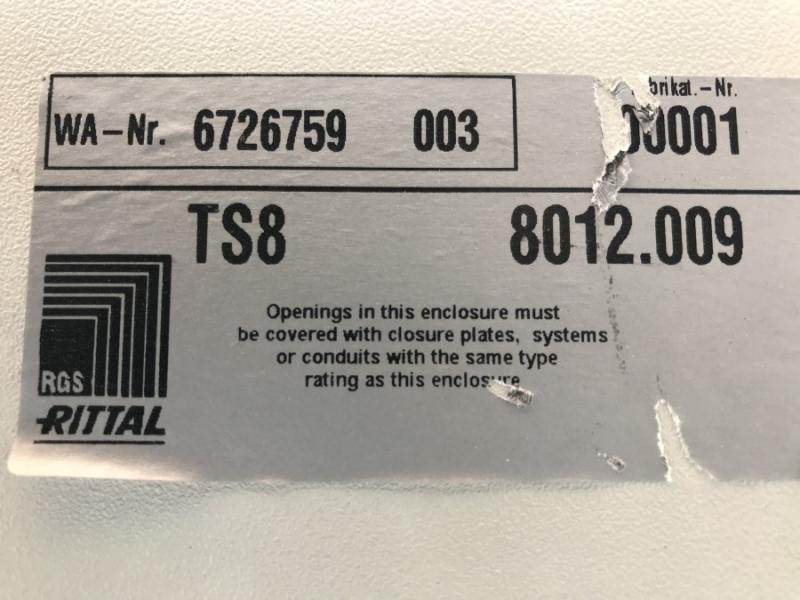 WA-Nr. 6726759 003
brikat.-Nr.
00001
TS8 8012.009
Openings in this enclosure must
be covered with closure plates, systems
or conduits with the same type
rating as this enclosure
RGS
RITTAL